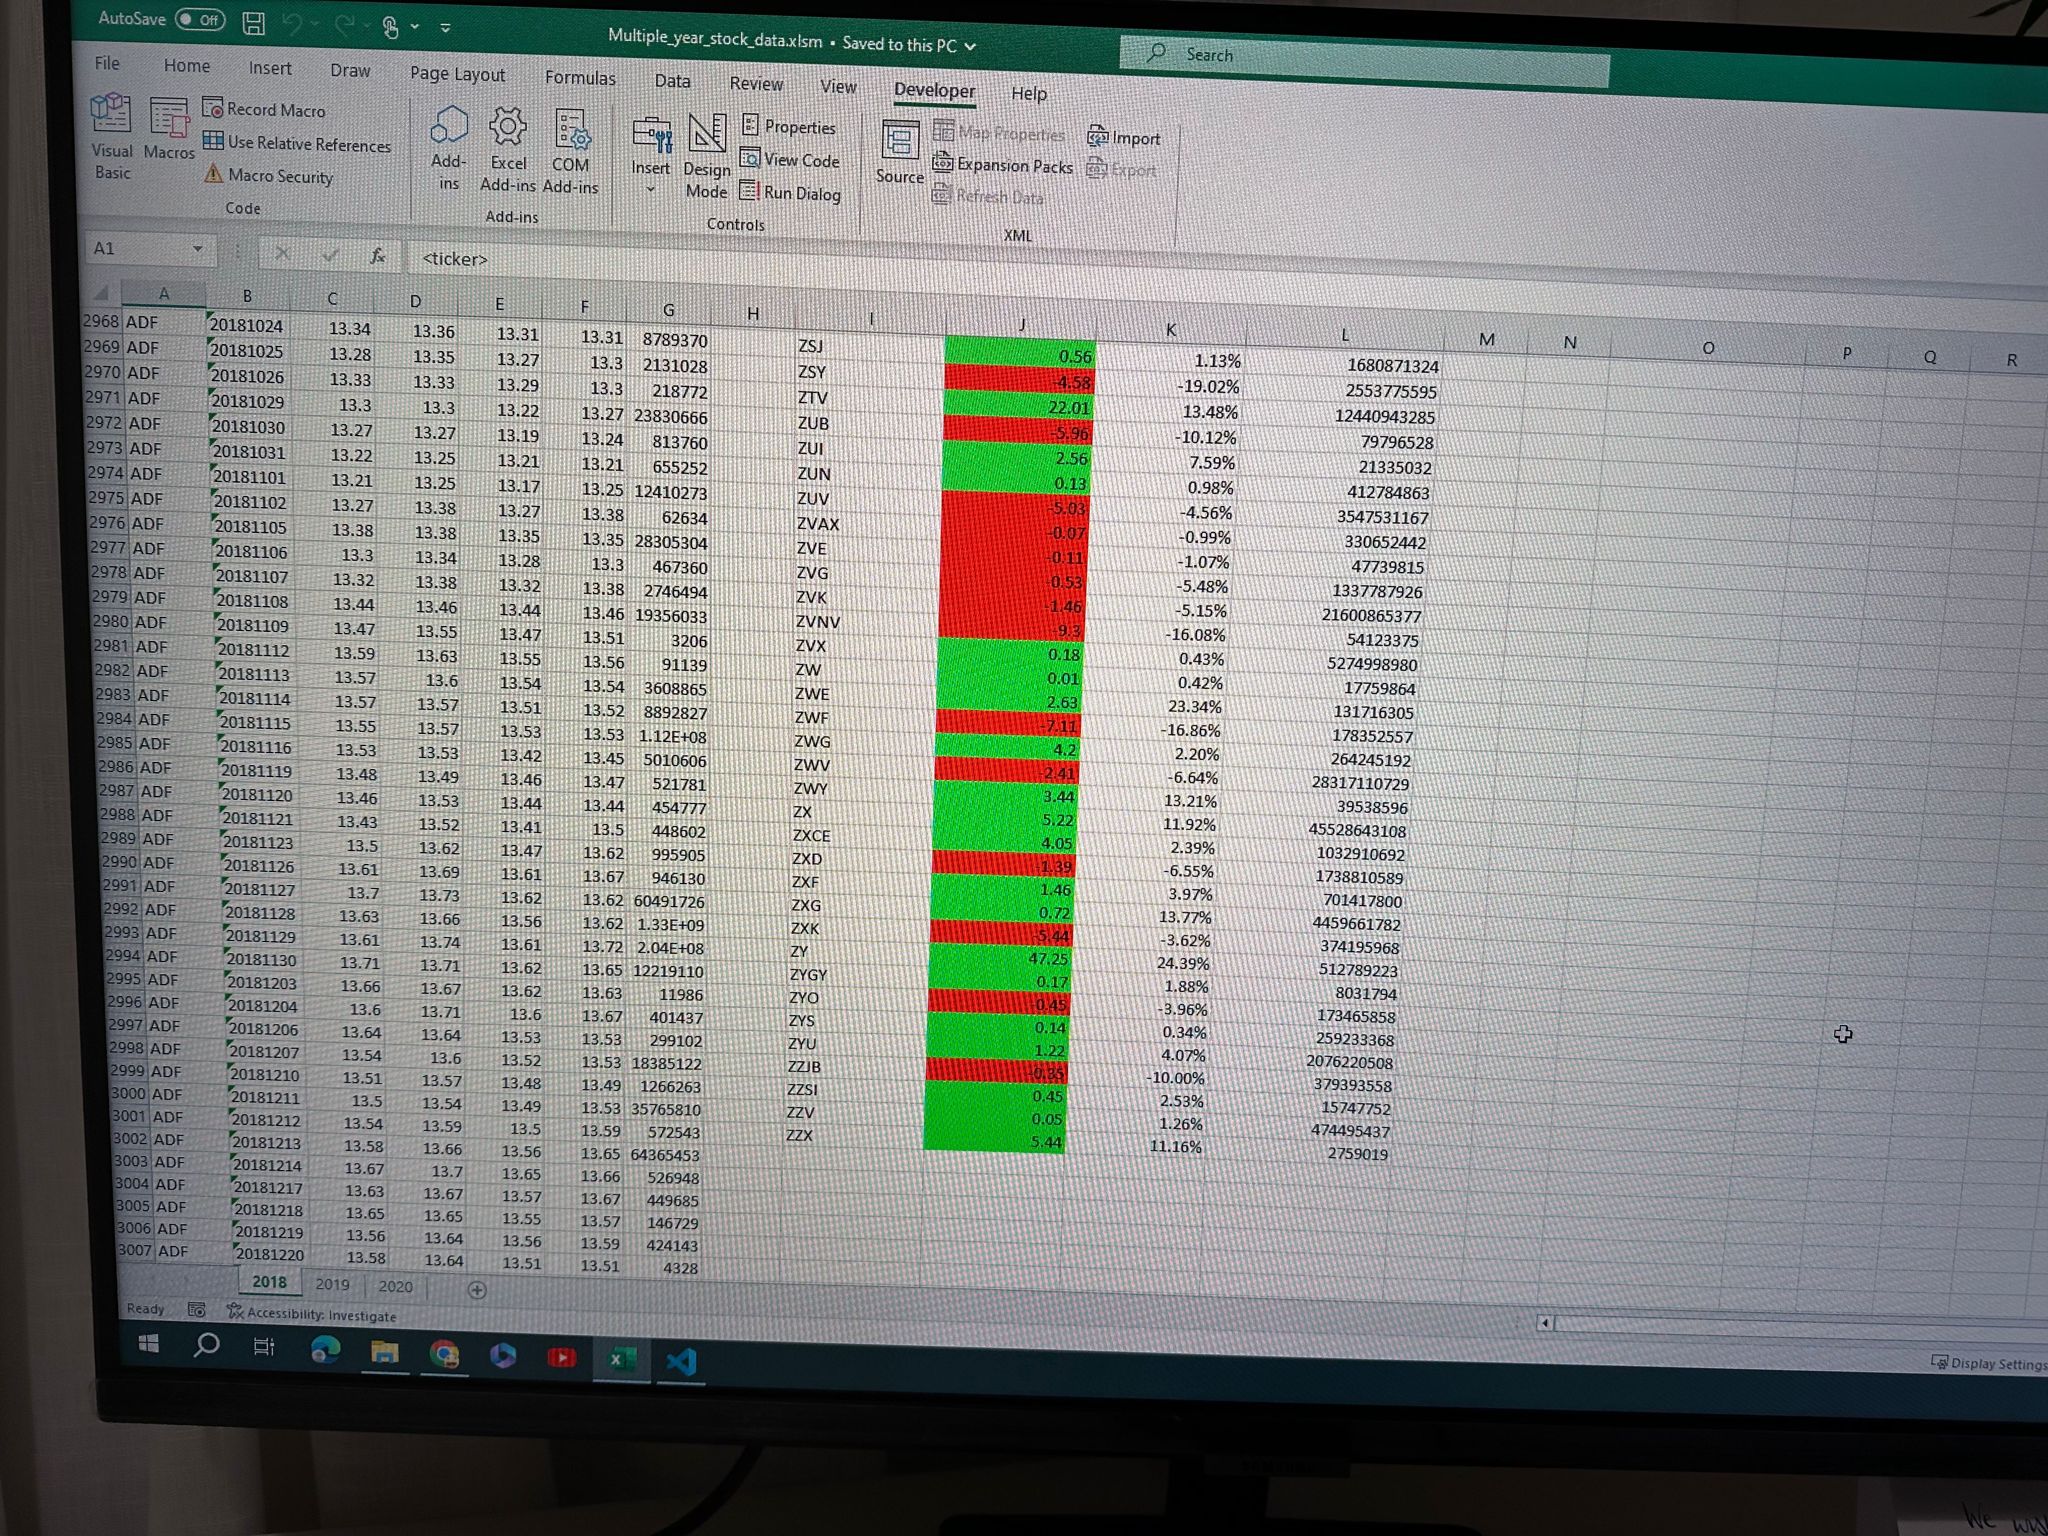 AutoSave Off Multiple_year_stock_data.xlsm • Saved to this PC Search
File Home Insert Draw Page Layout Formulas Data Review View Developer Help
Visual Basic Macros Record Macro Use Relative References Macro Security Code
Add-ins Excel Add-ins COM Add-ins Add-ins
Insert Design Mode Properties View Code Run Dialog Controls
Source Map Properties Expansion Packs Refresh Data Import Export XML
A1 fx <ticker>
A B C D E F G H I J K L M N O P Q R
2968 ADF 20181024 13.34 13.36 13.31 13.31 8789370 ZSJ 0.56 1.13% 1680871324
2969 ADF 20181025 13.28 13.35 13.27 13.3 2131028 ZSY -4.58 -19.02% 2553775595
2970 ADF 20181026 13.33 13.33 13.29 13.3 218772 ZTV 22.01 13.48% 12440943285
2971 ADF 20181029 13.3 13.3 13.22 13.27 23830666 ZUB -5.96 -10.12% 79796528
2972 ADF 20181030 13.27 13.27 13.19 13.24 813760 ZUI 2.56 7.59% 21335032
2973 ADF 20181031 13.22 13.25 13.21 13.21 655252 ZUN 0.13 0.98% 412784863
2974 ADF 20181101 13.21 13.25 13.17 13.25 12410273 ZUV -5.03 -4.56% 3547531167
2975 ADF 20181102 13.27 13.38 13.27 13.38 62634 ZVAX -0.07 -0.99% 330652442
2976 ADF 20181105 13.38 13.38 13.35 13.35 28305304 ZVE -0.11 -1.07% 47739815
2977 ADF 20181106 13.3 13.34 13.28 13.3 467360 ZVG -0.53 -5.48% 1337787926
2978 ADF 20181107 13.32 13.38 13.32 13.38 2746494 ZVK -1.46 -5.15% 21600865377
2979 ADF 20181108 13.44 13.46 13.44 13.46 19356033 ZVNV -9.3 -16.08% 54123375
2980 ADF 20181109 13.47 13.55 13.47 13.51 3206 ZVX 0.18 0.43% 5274998980
2981 ADF 20181112 13.59 13.63 13.55 13.56 91139 ZW 0.01 0.42% 17759864
2982 ADF 20181113 13.57 13.6 13.54 13.54 3608865 ZWE 2.63 23.34% 131716305
2983 ADF 20181114 13.57 13.57 13.51 13.52 8892827 ZWF -7.11 -16.86% 178352557
2984 ADF 20181115 13.55 13.57 13.53 13.53 1.12E+08 ZWG 4.2 2.20% 264245192
2985 ADF 20181116 13.53 13.53 13.42 13.45 5010606 ZWV -2.41 -6.64% 28317110729
2986 ADF 20181119 13.48 13.49 13.46 13.47 521781 ZWY 3.44 13.21% 39538596
2987 ADF 20181120 13.46 13.53 13.44 13.44 454777 ZX 5.22 11.92% 45528643108
2988 ADF 20181121 13.43 13.52 13.41 13.5 448602 ZXCE 4.05 2.39% 1032910692
2989 ADF 20181123 13.5 13.62 13.47 13.62 995905 ZXD -1.39 -6.55% 1738810589
2990 ADF 20181126 13.61 13.69 13.61 13.67 946130 ZXF 1.46 3.97% 701417800
2991 ADF 20181127 13.7 13.73 13.62 13.62 60491726 ZXG 0.72 13.77% 4459661782
2992 ADF 20181128 13.63 13.66 13.56 13.62 1.33E+09 ZXK -5.44 -3.62% 374195968
2993 ADF 20181129 13.61 13.74 13.61 13.72 2.04E+08 ZY 47.25 24.39% 512789223
2994 ADF 20181130 13.71 13.71 13.62 13.65 12219110 ZYGY 0.17 1.88% 8031794
2995 ADF 20181203 13.66 13.67 13.62 13.63 11986 ZYO -0.45 -3.96% 173465858
2996 ADF 20181204 13.6 13.71 13.6 13.67 401437 ZYS 0.14 0.34% 259233368
2997 ADF 20181206 13.64 13.64 13.53 13.53 299102 ZYU 1.22 4.07% 2076220508
2998 ADF 20181207 13.54 13.6 13.52 13.53 18385122 ZZJB -0.35 -10.00% 379393558
2999 ADF 20181210 13.51 13.57 13.48 13.49 1266263 ZZSI 0.45 2.53% 15747752
3000 ADF 20181211 13.5 13.54 13.49 13.53 35765810 ZZV 0.05 1.26% 474495437
3001 ADF 20181212 13.54 13.59 13.5 13.59 572543 ZZX 5.44 11.16% 2759019
3002 ADF 20181213 13.58 13.66 13.56 13.65 64365453
3003 ADF 20181214 13.67 13.7 13.65 13.66 526948
3004 ADF 20181217 13.63 13.67 13.57 13.67 449685
3005 ADF 20181218 13.65 13.65 13.55 13.57 146729
3006 ADF 20181219 13.56 13.64 13.56 13.59 424143
3007 ADF 20181220 13.58 13.64 13.51 13.51 4328
2018 2019 2020
Ready Accessibility: Investigate Display Settings
We